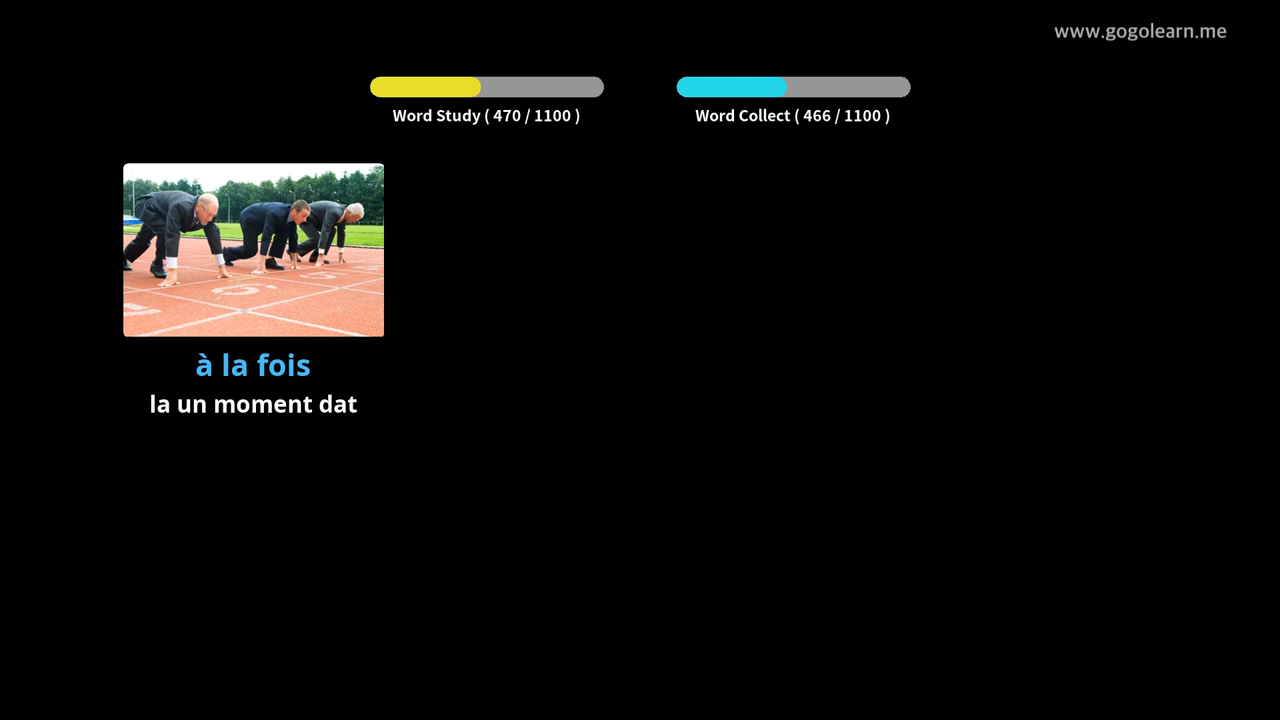 www.gogolearn.me
Word Study ( 470 / 1100 )
Word Collect ( 466 / 1100 )
à la fois
la un moment dat